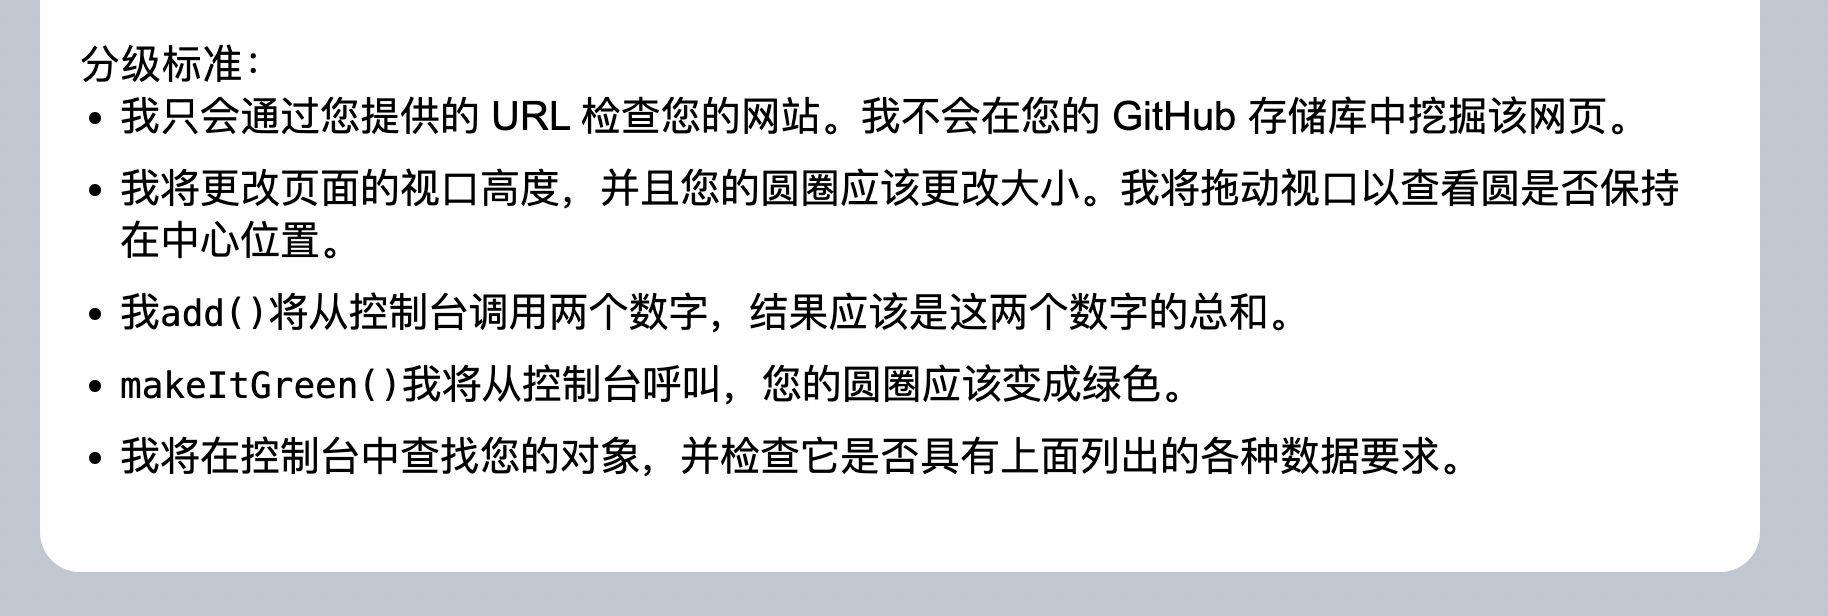 分级标准：
• 我只会通过您提供的 URL 检查您的网站。我不会在您的 GitHub 存储库中挖掘该网页。
• 我将更改页面的视口高度，并且您的圆圈应该更改大小。我将拖动视口以查看圆是否保持
在中心位置。
• 我add()将从控制台调用两个数字，结果应该是这两个数字的总和。
• makeItGreen()我将从控制台呼叫，您的圆圈应该变成绿色。
• 我将在控制台中查找您的对象，并检查它是否具有上面列出的各种数据要求。